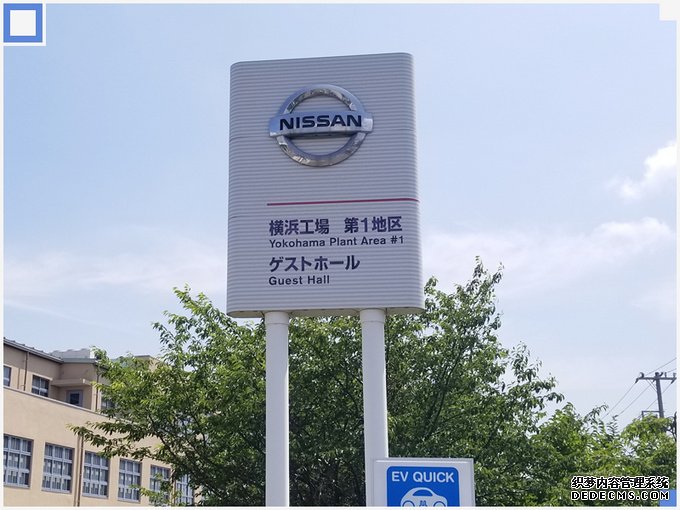 NISSAN
横浜工場 第1地区
Yokohama Plant Area #1
ゲストホール
Guest Hall
EV QUICK
织梦内容管理系统
DEDECMS.COM